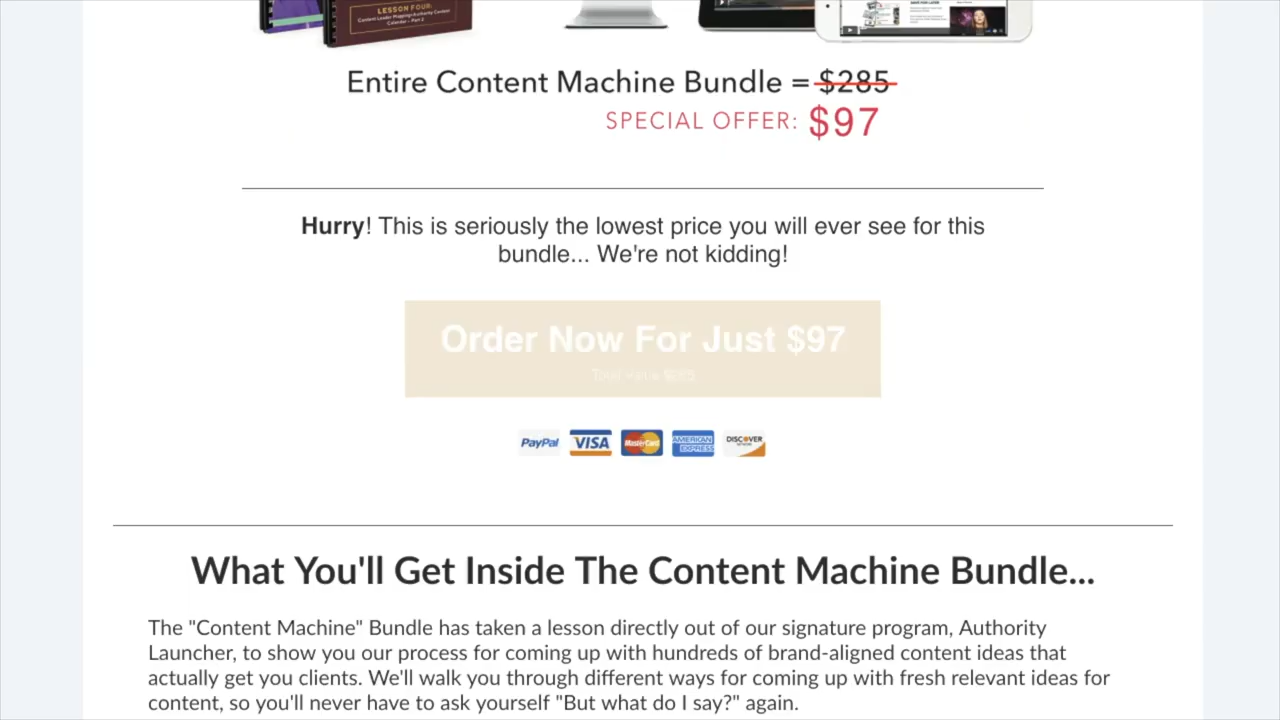 LESSON FOUR:
Entire Content Machine Bundle = $285
SPECIAL OFFER: $97
Hurry! This is seriously the lowest price you will ever see for this
bundle... We're not kidding!
Order Now For Just $97
PayPal VISA MasterCard AMERICAN EXPRESS DISCOVER
What You'll Get Inside The Content Machine Bundle...
The "Content Machine" Bundle has taken a lesson directly out of our signature program, Authority
Launcher, to show you our process for coming up with hundreds of brand-aligned content ideas that
actually get you clients. We'll walk you through different ways for coming up with fresh relevant ideas for
content, so you'll never have to ask yourself "But what do I say?" again.